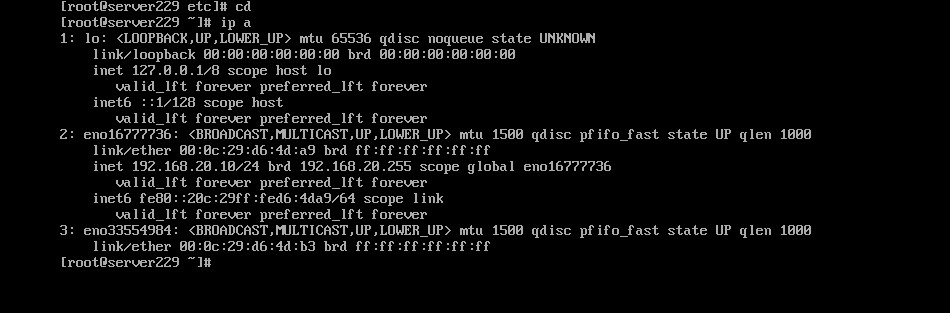 [root@server229 etc]# cd
[root@server229 ~]# ip a
1: lo: <LOOPBACK,UP,LOWER_UP> mtu 65536 qdisc noqueue state UNKNOWN
    link/loopback 00:00:00:00:00:00 brd 00:00:00:00:00:00
    inet 127.0.0.1/8 scope host lo
       valid_lft forever preferred_lft forever
    inet6 ::1/128 scope host
       valid_lft forever preferred_lft forever
2: eno16777736: <BROADCAST,MULTICAST,UP,LOWER_UP> mtu 1500 qdisc pfifo_fast state UP qlen 1000
    link/ether 00:0c:29:d6:4d:a9 brd ff:ff:ff:ff:ff:ff
    inet 192.168.20.10/24 brd 192.168.20.255 scope global eno16777736
       valid_lft forever preferred_lft forever
    inet6 fe80::20c:29ff:fed6:4da9/64 scope link
       valid_lft forever preferred_lft forever
3: eno33554984: <BROADCAST,MULTICAST,UP,LOWER_UP> mtu 1500 qdisc pfifo_fast state UP qlen 1000
    link/ether 00:0c:29:d6:4d:b3 brd ff:ff:ff:ff:ff:ff
[root@server229 ~]#